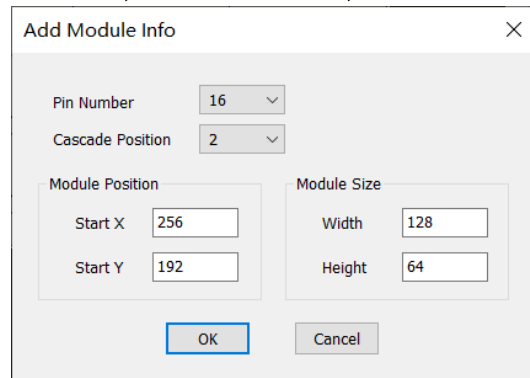 Add Module Info
Pin Number 16
Cascade Position 2
Module Position
Start X 256
Start Y 192
Module Size
Width 128
Height 64
OK Cancel